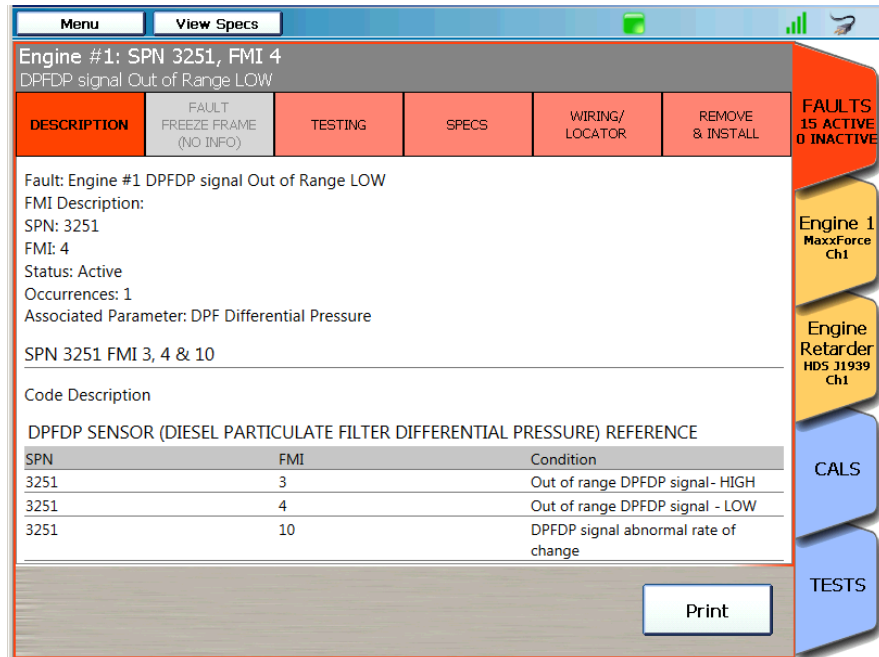 Menu
View Specs
Engine #1: SPN 3251, FMI 4
DPFDP signal Out of Range LOW
DESCRIPTION
FAULT
FREEZE FRAME
(NO INFO)
TESTING
SPECS
WIRING/
LOCATOR
REMOVE
& INSTALL
Fault: Engine #1 DPFDP signal Out of Range LOW
FMI Description:
SPN: 3251
FMI: 4
Status: Active
Occurrences: 1
Associated Parameter: DPF Differential Pressure
SPN 3251 FMI 3, 4 & 10
Code Description
DPFDP SENSOR (DIESEL PARTICULATE FILTER DIFFERENTIAL PRESSURE) REFERENCE
SPN FMI Condition
3251 3 Out of range DPFDP signal- HIGH
3251 4 Out of range DPFDP signal - LOW
3251 10 DPFDP signal abnormal rate of
change
Print
FAULTS
15 ACTIVE
0 INACTIVE
Engine 1
MaxxForce
Ch1
Engine
Retarder
HDS J1939
Ch1
CALS
TESTS